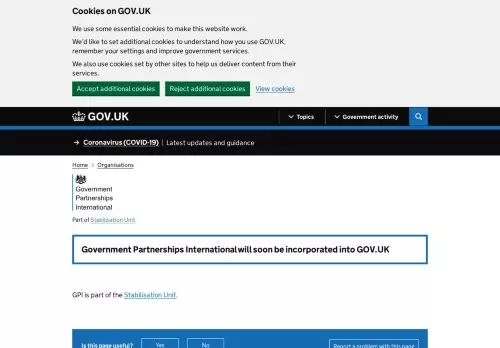 Cookies on GOV.UK
We use some essential cookies to make this website work.
We'd like to set additional cookies to understand how you use GOV.UK,
remember your settings and improve government services.
We also use cookies set by other sites to help us deliver content from their
services.
Accept additional cookies Reject additional cookies View cookies
GOV.UK Topics Government activity
→ Coronavirus (COVID-19) Latest updates and guidance
Home > Organisations
Government
Partnerships
International
Part of Stabilisation Unit
Government Partnerships International will soon be incorporated into GOV.UK
GPI is part of the Stabilisation Unit.
Is this page useful? Yes No Report a problem with this page